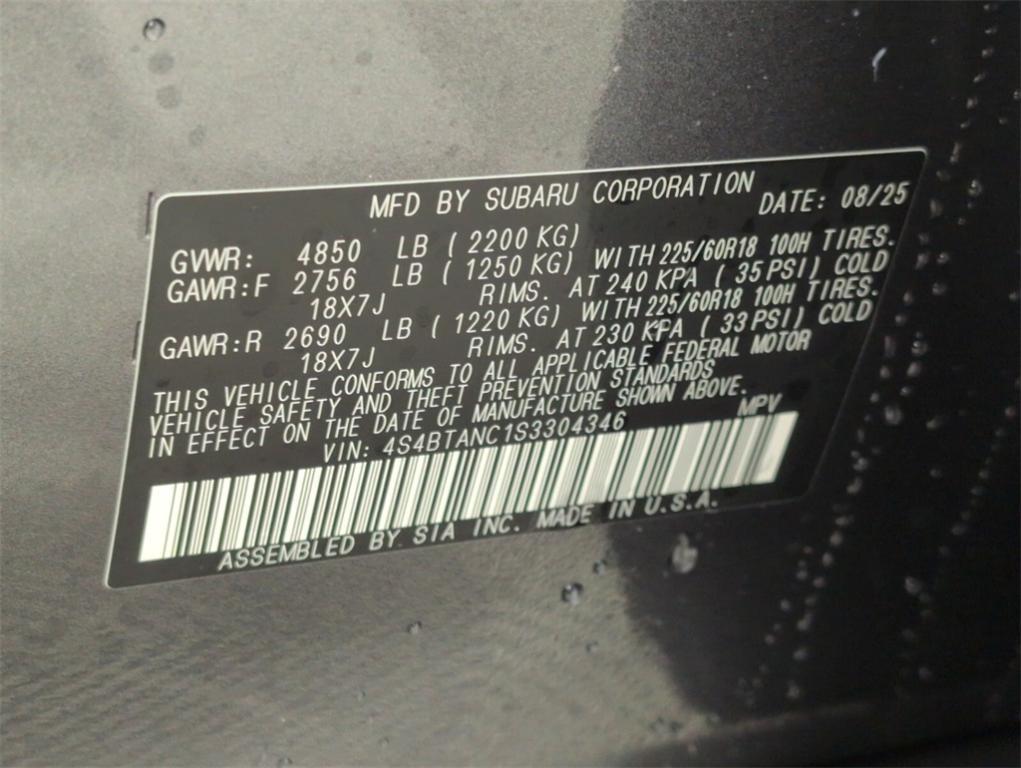 MFD BY SUBARU CORPORATION DATE: 08/25
GVWR: 4850 LB ( 2200 KG)
GAWR:F 2756 LB ( 1250 KG) WITH 225/60R18 100H TIRES.
18X7J RIMS. AT 240 KPA ( 35 PSI) COLD
GAWR:R 2690 LB ( 1220 KG) WITH 225/60R18 100H TIRES.
18X7J RIMS. AT 230 KPA ( 33 PSI) COLD
THIS VEHICLE CONFORMS TO ALL APPLICABLE FEDERAL MOTOR
VEHICLE SAFETY AND THEFT PREVENTION STANDARDS
IN EFFECT ON THE DATE OF MANUFACTURE SHOWN ABOVE.
VIN: 4S4BTANC1S3304346 MPV
ASSEMBLED BY SIA INC. MADE IN U.S.A.